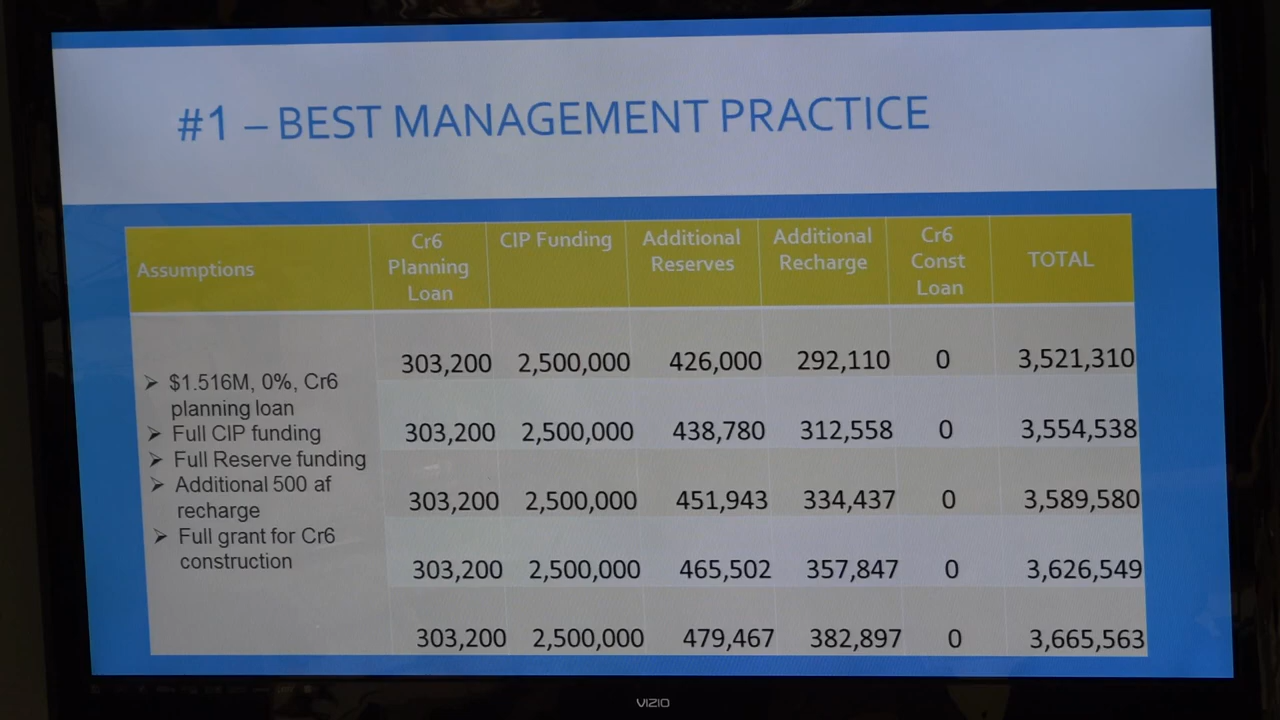 #1 – BEST MANAGEMENT PRACTICE
Assumptions
Cr6
Planning
Loan
CIP Funding
Additional
Reserves
Additional
Recharge
Cr6
Const
Loan
TOTAL
➢ $1.516M, 0%, Cr6
planning loan
➢ Full CIP funding
➢ Full Reserve funding
➢ Additional 500 af
recharge
➢ Full grant for Cr6
construction
303,200 2,500,000 426,000 292,110 0 3,521,310
303,200 2,500,000 438,780 312,558 0 3,554,538
303,200 2,500,000 451,943 334,437 0 3,589,580
303,200 2,500,000 465,502 357,847 0 3,626,549
303,200 2,500,000 479,467 382,897 0 3,665,563
VIZIO